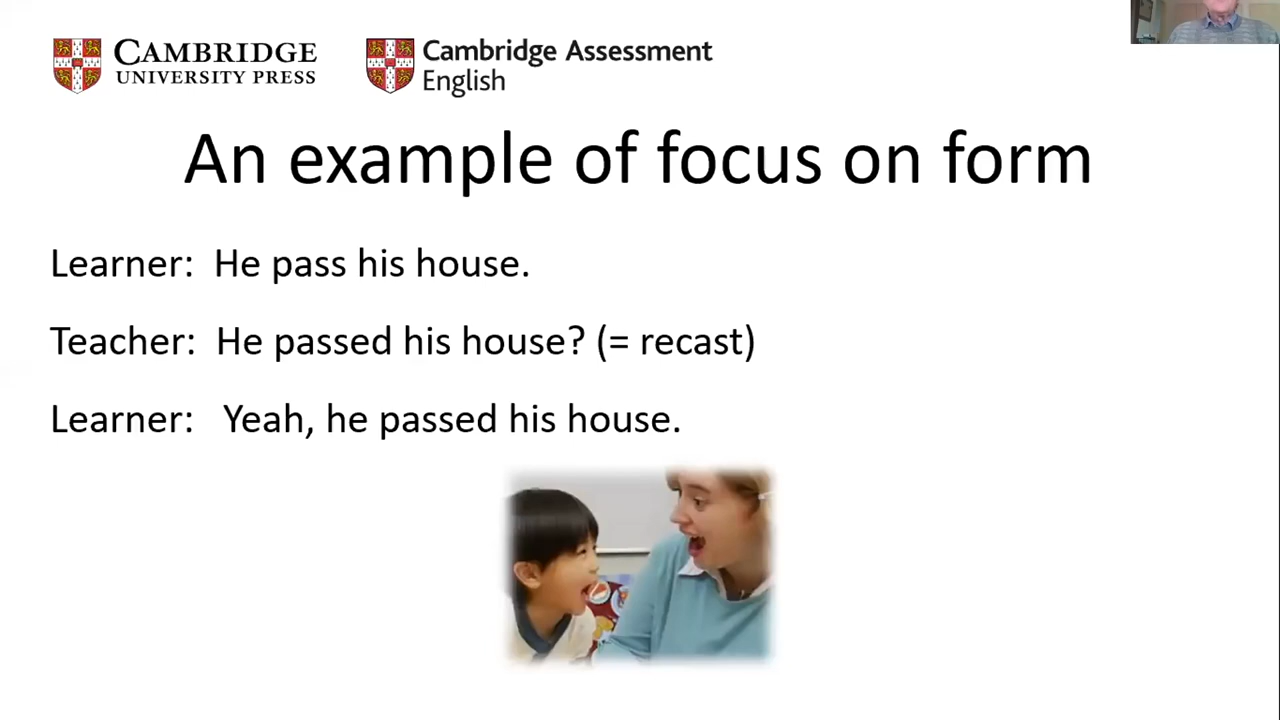 CAMBRIDGE
UNIVERSITY PRESS
Cambridge Assessment
English
An example of focus on form
Learner: He pass his house.
Teacher: He passed his house? (= recast)
Learner: Yeah, he passed his house.